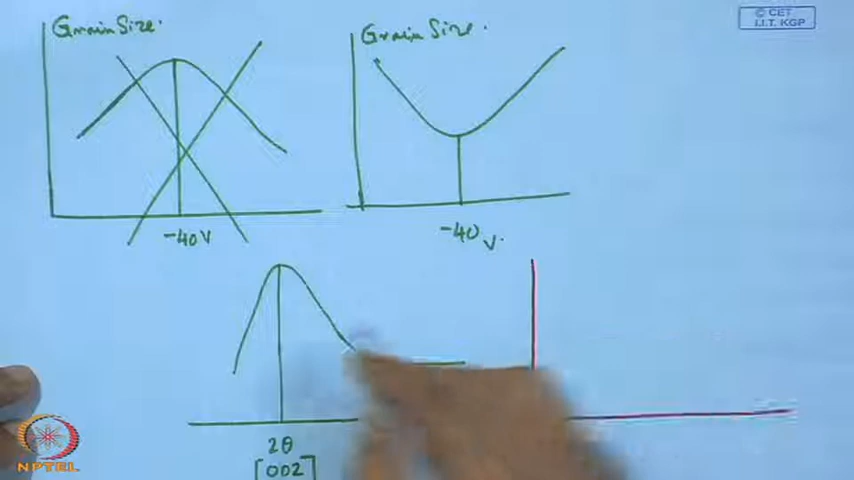 Grain Size.
Grain Size.
© CET
I.I.T. KGP
-40V
-40V.
2θ
[002]
NPTEL